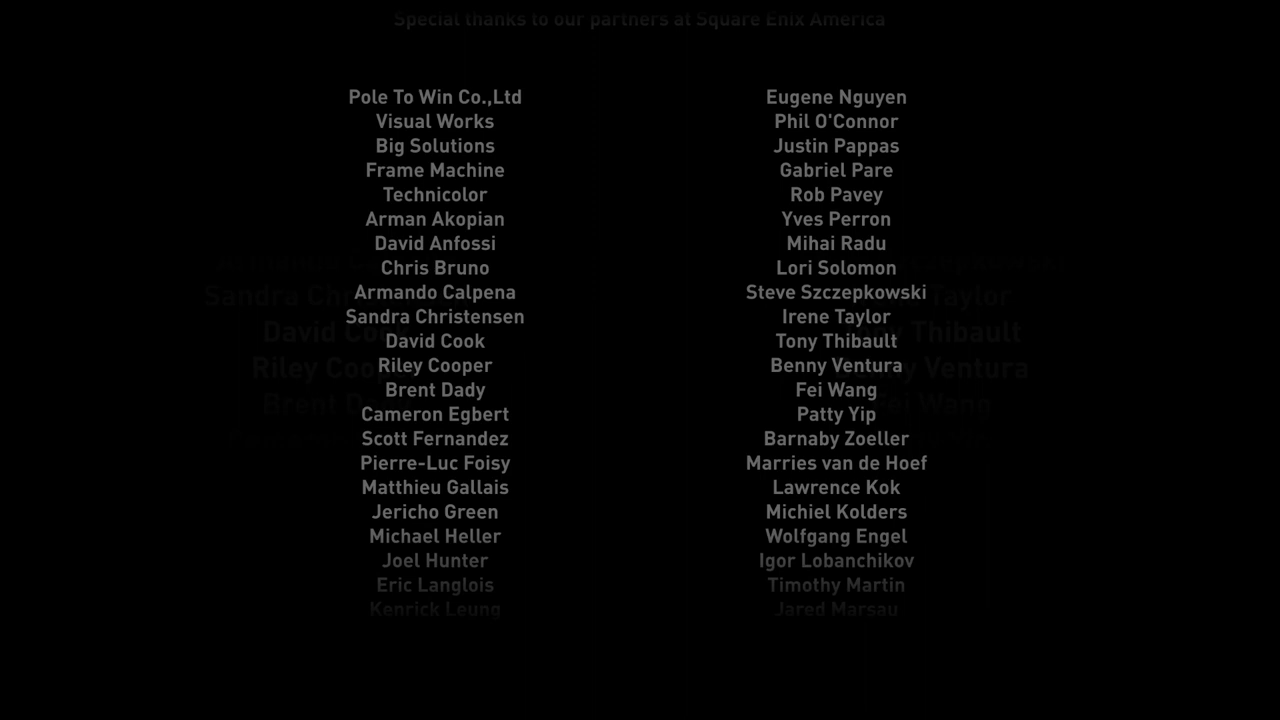 Special thanks to our partners at Square Enix America
Pole To Win Co.,Ltd
Visual Works
Big Solutions
Frame Machine
Technicolor
Arman Akopian
David Anfossi
Chris Bruno
Armando Calpena
Sandra Christensen
David Cook
Riley Cooper
Brent Dady
Cameron Egbert
Scott Fernandez
Pierre-Luc Foisy
Matthieu Gallais
Jericho Green
Michael Heller
Joel Hunter
Eric Langlois
Kenrick Leung
Eugene Nguyen
Phil O'Connor
Justin Pappas
Gabriel Pare
Rob Pavey
Yves Perron
Mihai Radu
Lori Solomon
Steve Szczepkowski
Irene Taylor
Tony Thibault
Benny Ventura
Fei Wang
Patty Yip
Barnaby Zoeller
Marries van de Hoef
Lawrence Kok
Michiel Kolders
Wolfgang Engel
Igor Lobanchikov
Timothy Martin
Jared Marsau